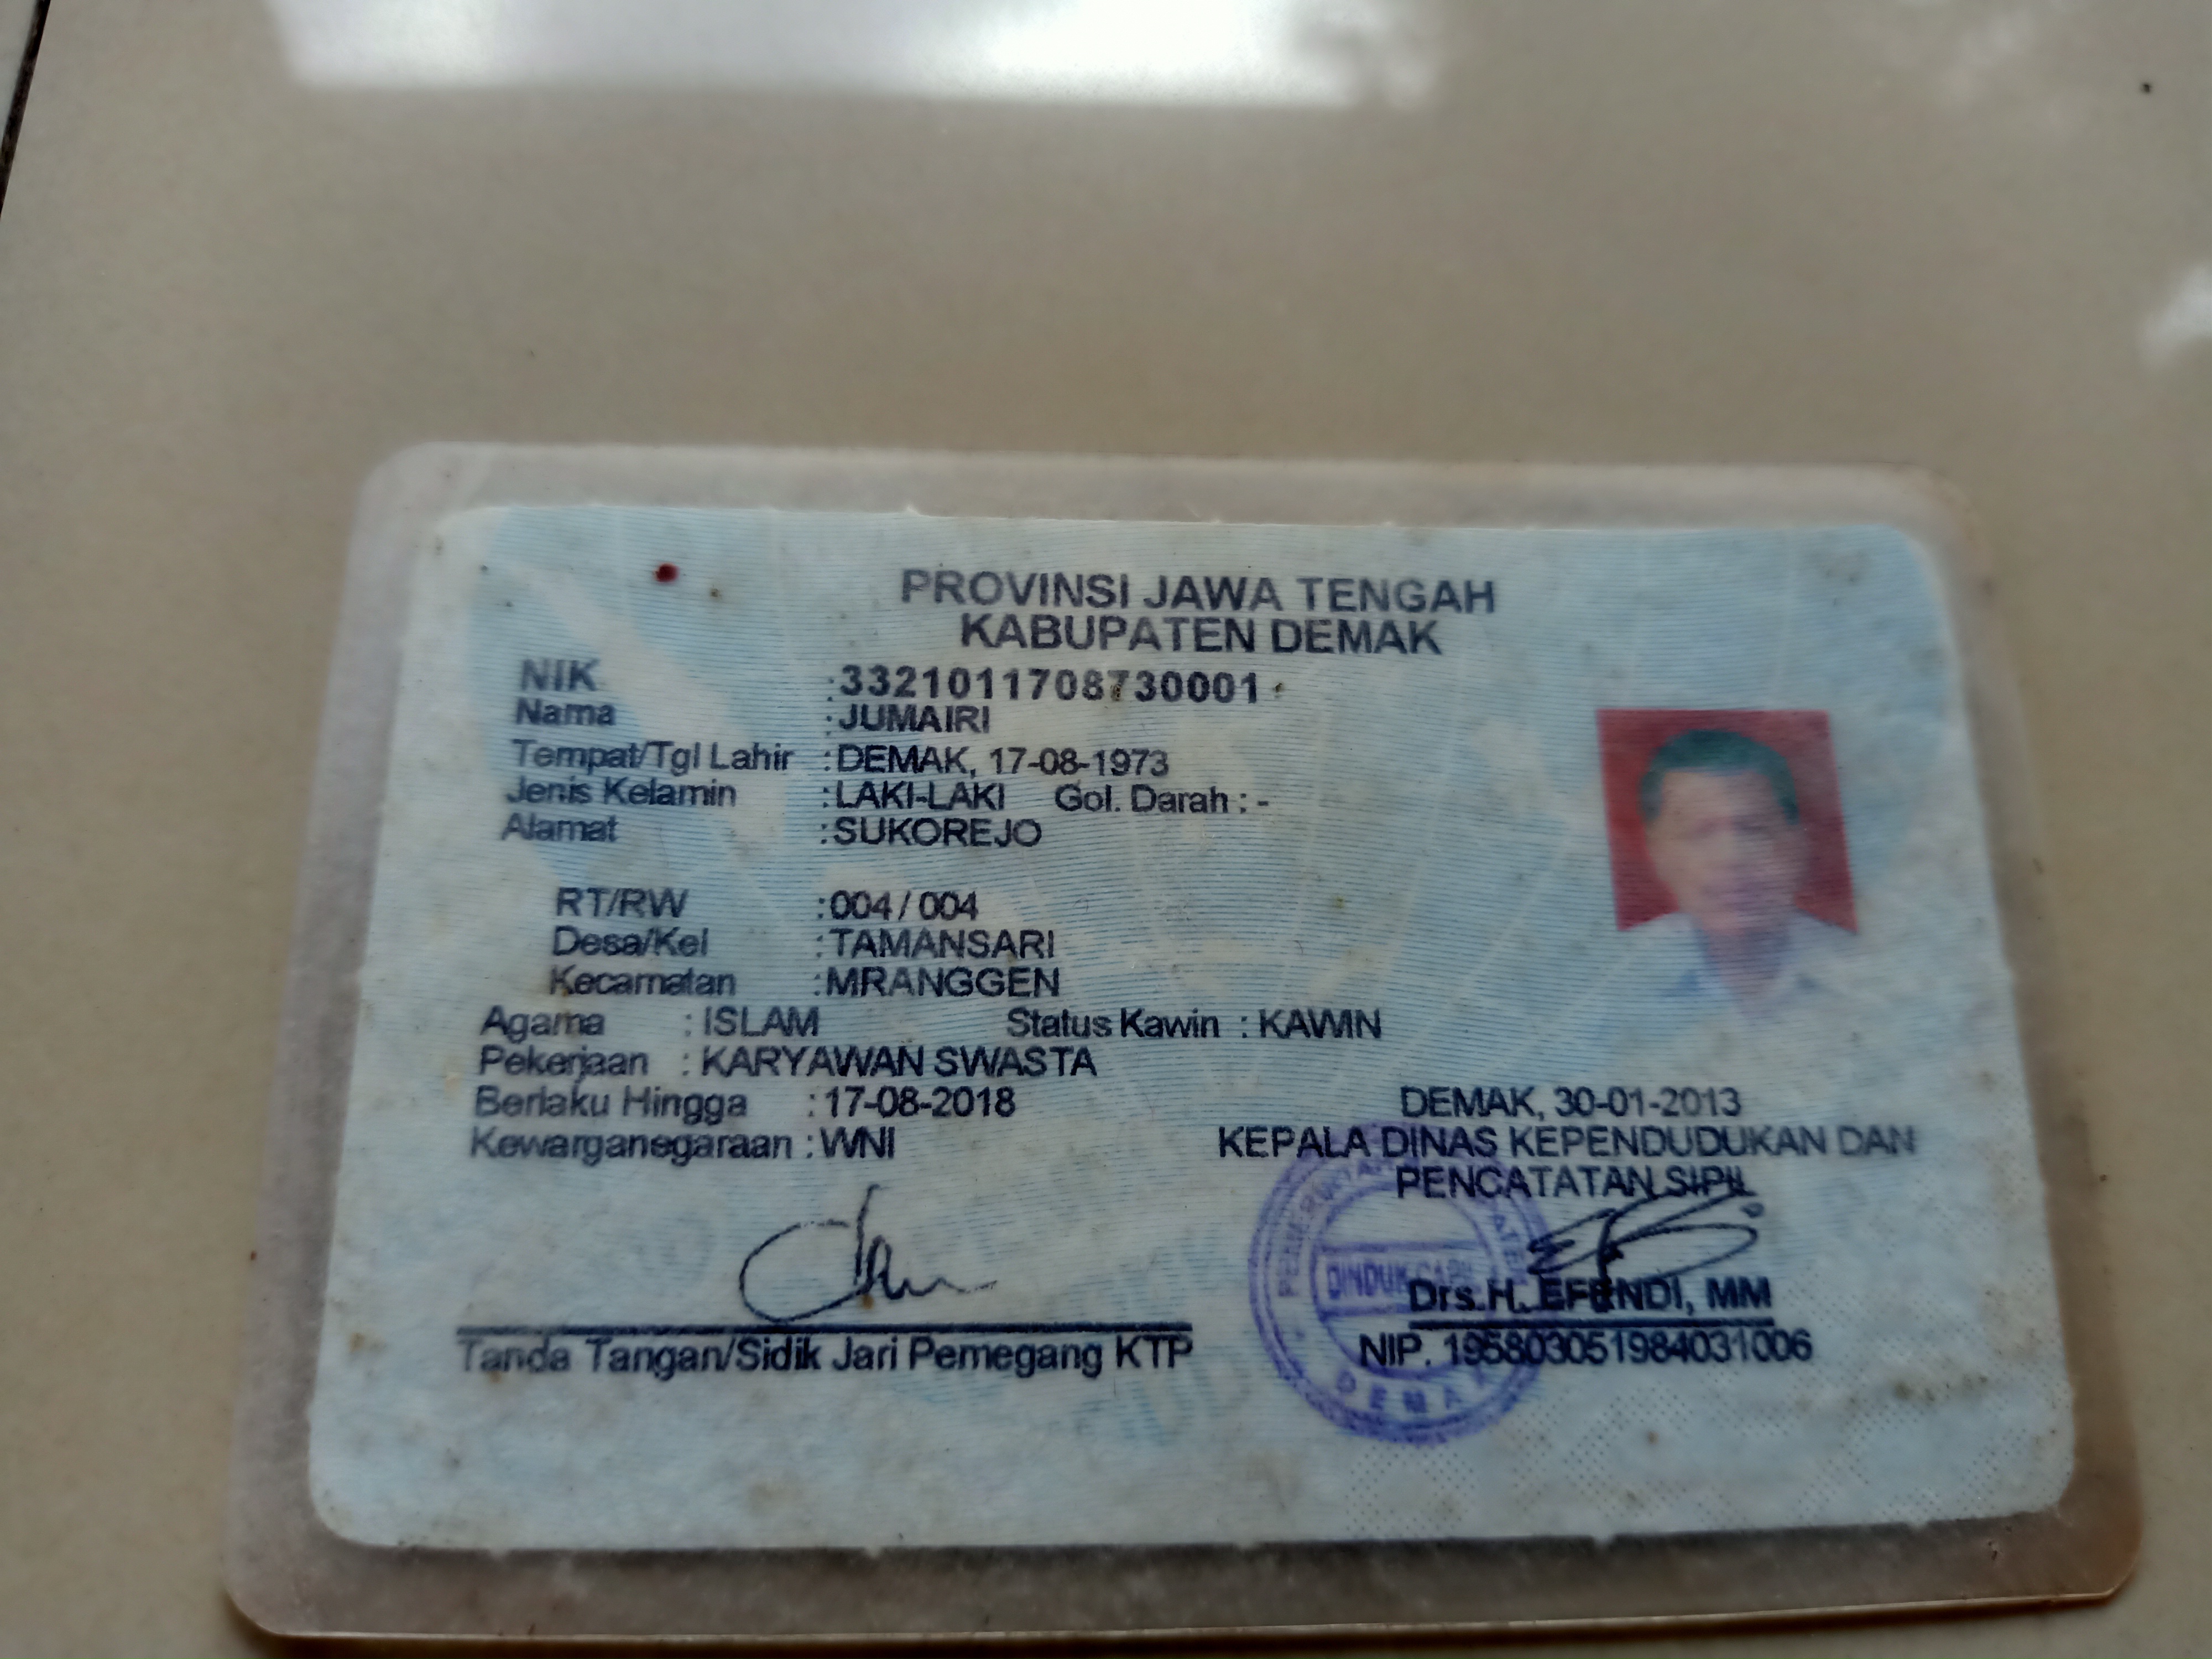 PROVINSI JAWA TENGAH
KABUPATEN DEMAK
NIK :3321011708730001
Nama :JUMAIRI
Tempat/Tgl Lahir :DEMAK, 17-08-1973
Jenis Kelamin :LAKI-LAKI Gol. Darah : -
Alamat :SUKOREJO
RT/RW :004 / 004
Desa/Kel :TAMANSARI
Kecamatan :MRANGGEN
Agama : ISLAM Status Kawin : KAWIN
Pekerjaan : KARYAWAN SWASTA
Berlaku Hingga :17-08-2018
Kewarganegaraan :WNI
DEMAK, 30-01-2013
KEPALA DINAS KEPENDUDUKAN DAN
PENCATATAN SIPIL
Drs.H. EFENDI, MM
NIP. 195803051984031006
Tanda Tangan/Sidik Jari Pemegang KTP
DEMAK